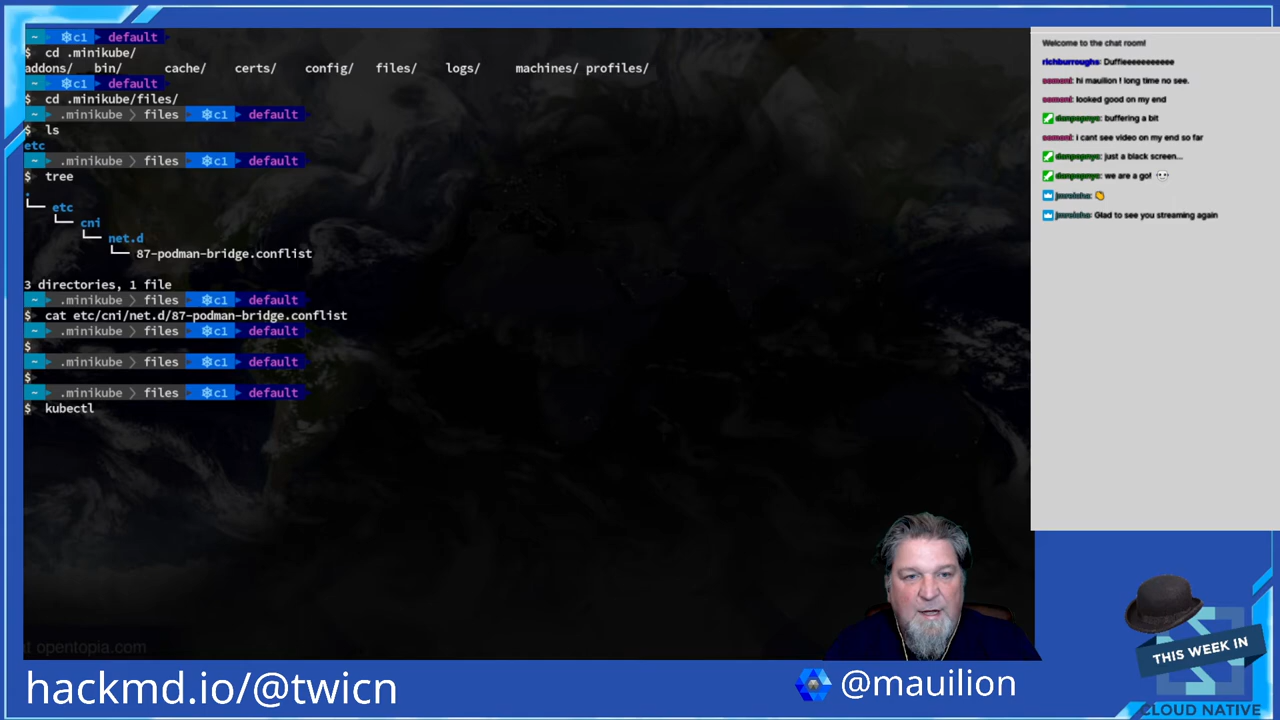 ~ c1 default
$ cd .minikube/
addons/ bin/ cache/ certs/ config/ files/ logs/ machines/ profiles/
~ c1 default
$ cd .minikube/files/
~ .minikube files c1 default
$ ls
etc
~ .minikube files c1 default
$ tree
.
└── etc
└── cni
└── net.d
└── 87-podman-bridge.conflist
3 directories, 1 file
~ .minikube files c1 default
$ cat etc/cni/net.d/87-podman-bridge.conflist
~ .minikube files c1 default
$
~ .minikube files c1 default
$
~ .minikube files c1 default
$ kubectl
opentopia.com
Welcome to the chat room!
richburroughs: Duffieeeeeeeeeee
hi mauilion ! long time no see.
looked good on my end
buffering a bit
i cant see video on my end so far
just a black screen...
we are a go!
Glad to see you streaming again
hackmd.io/@twicn
@mauilion
THIS WEEK IN
CLOUD NATIVE